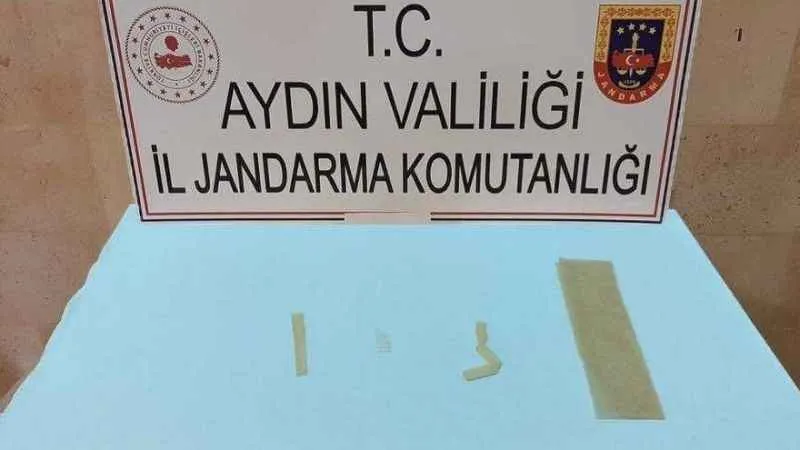 T.C.
AYDIN VALİLİĞİ
İL JANDARMA KOMUTANLIĞI
JANDARMA